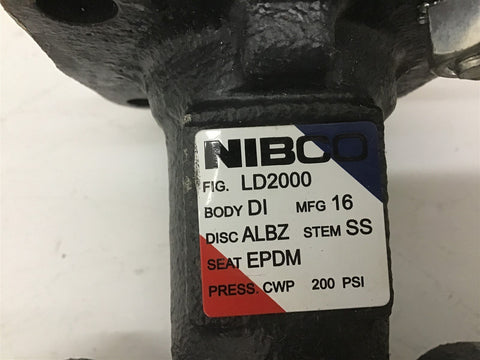 NIBCO
FIG. LD2000
BODY DI MFG 16
DISC ALBZ STEM SS
SEAT EPDM
PRESS. CWP 200 PSI